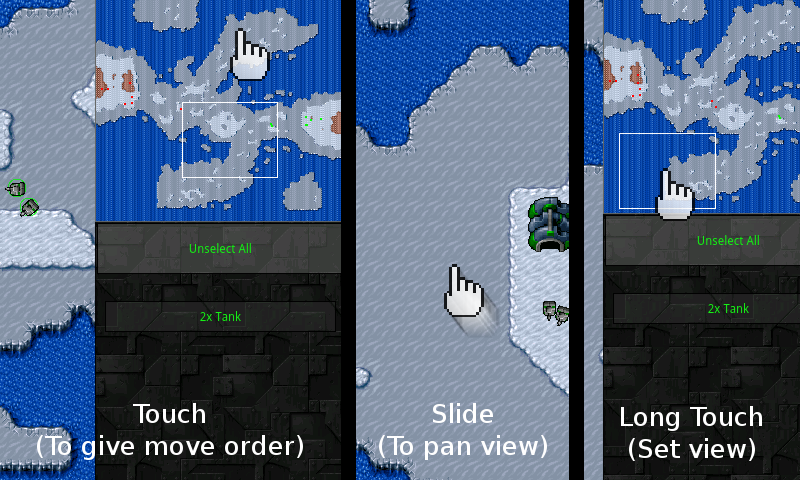 Unselect All
2x Tank
Touch
(To give move order)
Slide
(To pan view)
Unselect All
2x Tank
Long Touch
(Set view)